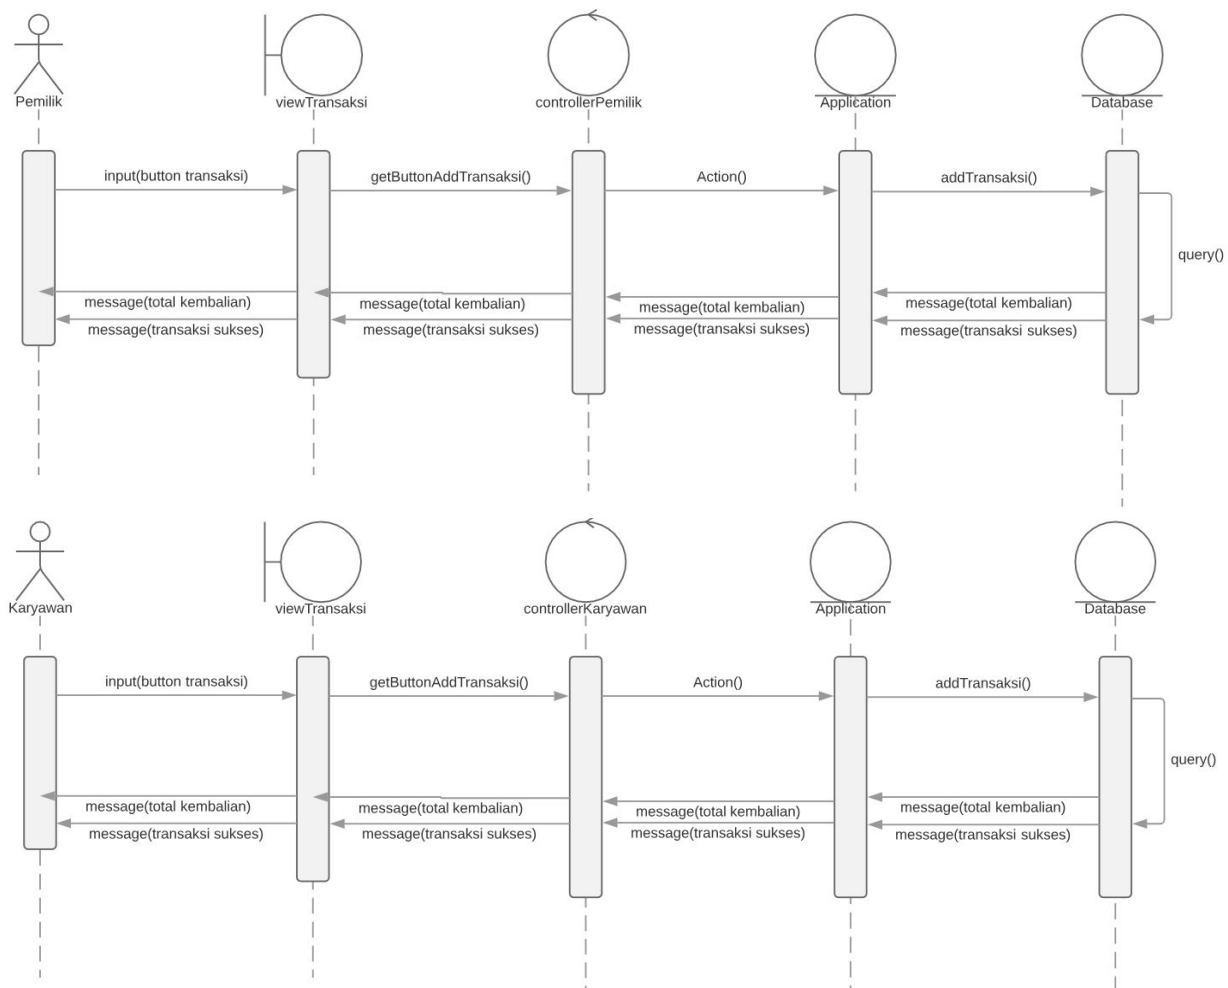 Pemilik
viewTransaksi
controllerPemilik
Application
Database
input(button transaksi)
getButtonAddTransaksi()
Action()
addTransaksi()
query()
message(total kembalian)
message(total kembalian)
message(total kembalian)
message(total kembalian)
message(transaksi sukses)
message(transaksi sukses)
message(transaksi sukses)
message(transaksi sukses)
Karyawan
viewTransaksi
controllerKaryawan
Application
Database
input(button transaksi)
getButtonAddTransaksi()
Action()
addTransaksi()
query()
message(total kembalian)
message(total kembalian)
message(total kembalian)
message(total kembalian)
message(transaksi sukses)
message(transaksi sukses)
message(transaksi sukses)
message(transaksi sukses)